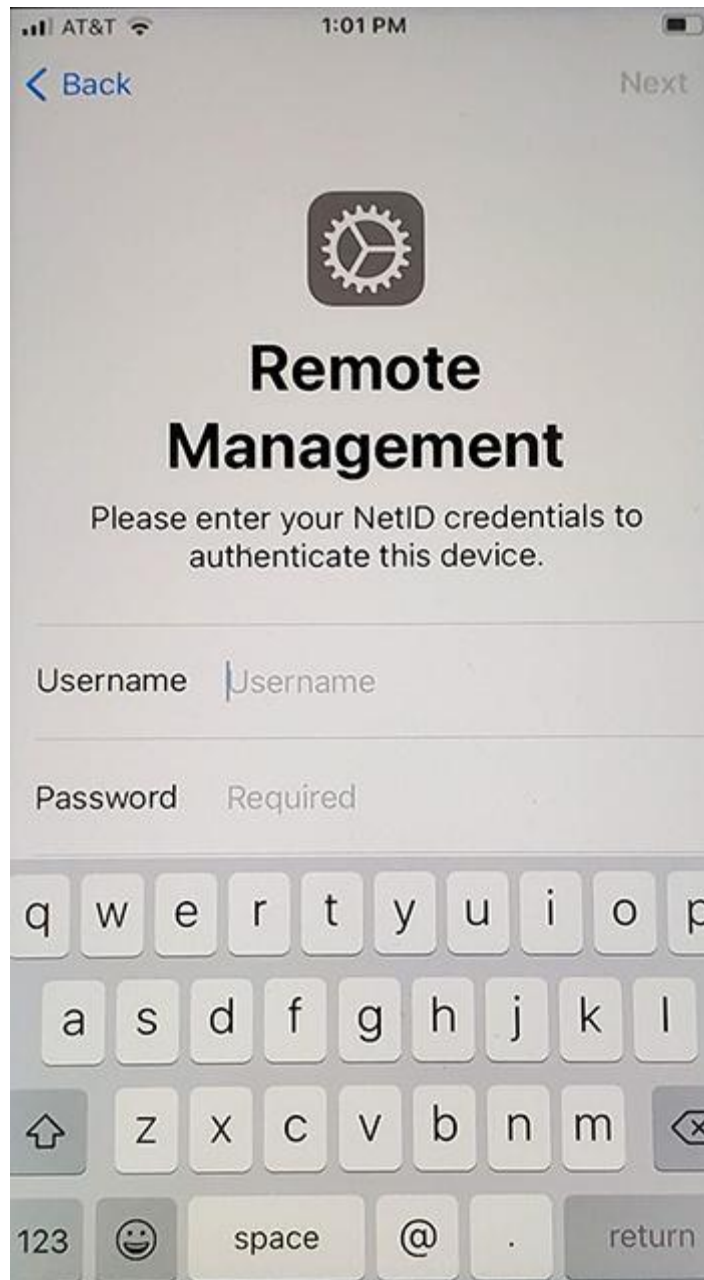 AT&T 1:01 PM
Back Next
Remote
Management
Please enter your NetID credentials to
authenticate this device.
Username Username
Password Required
q w e r t y u i o p
a s d f g h j k l
z x c v b n m
123 space @ . return